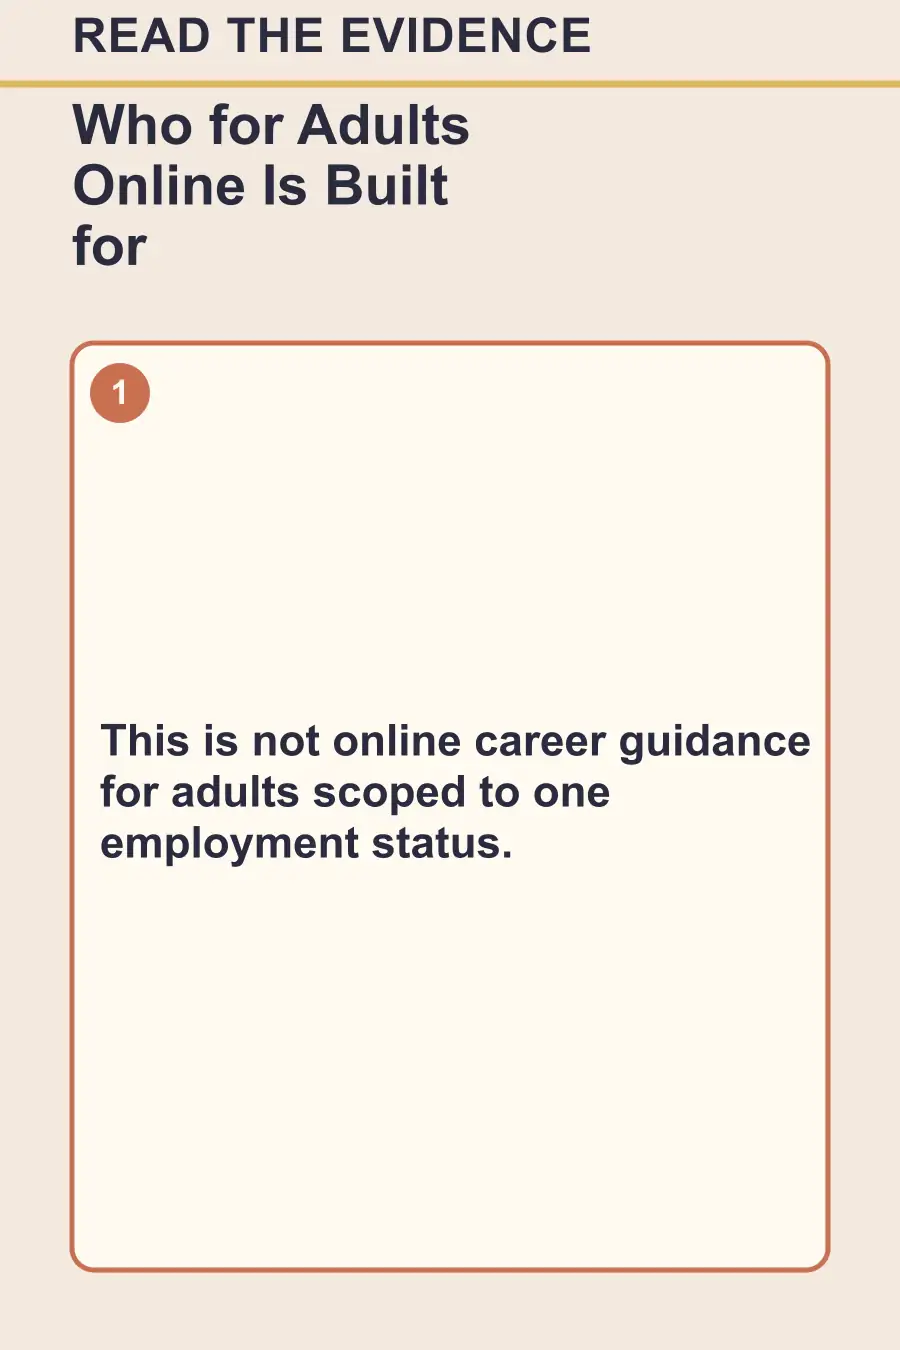 READ THE EVIDENCE
Who for Adults
Online Is Built
for
1
This is not online career guidance
for adults scoped to one
employment status.